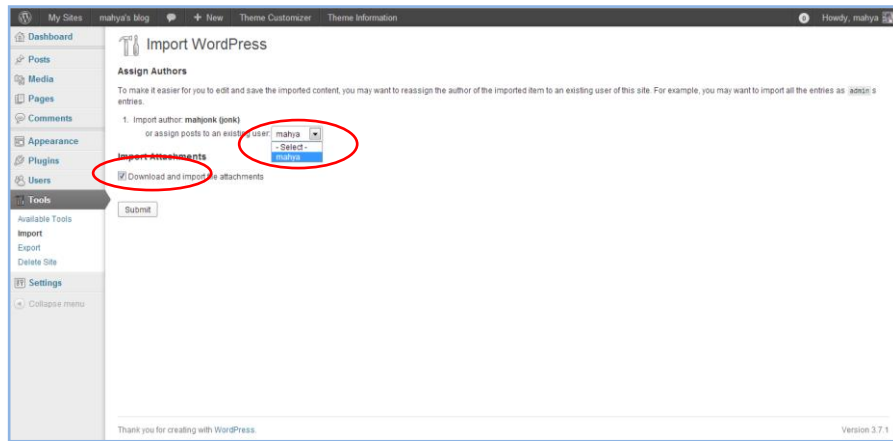 My Sites mahya's blog + New Theme Customizer Theme Information 0 Howdy, mahya
Dashboard
Posts
Media
Pages
Comments
Appearance
Plugins
Users
Tools
Available Tools
Import
Export
Delete Site
Settings
Collapse menu
Import WordPress
Assign Authors
To make it easier for you to edit and save the imported content, you may want to reassign the author of the imported item to an existing user of this site. For example, you may want to import all the entries as admin s
entries.
1. Import author: mahjonk (jonk)
or assign posts to an existing user: mahya
- Select -
mahya
Import Attachments
Download and import file attachments
Submit
Thank you for creating with WordPress. Version 3.7.1